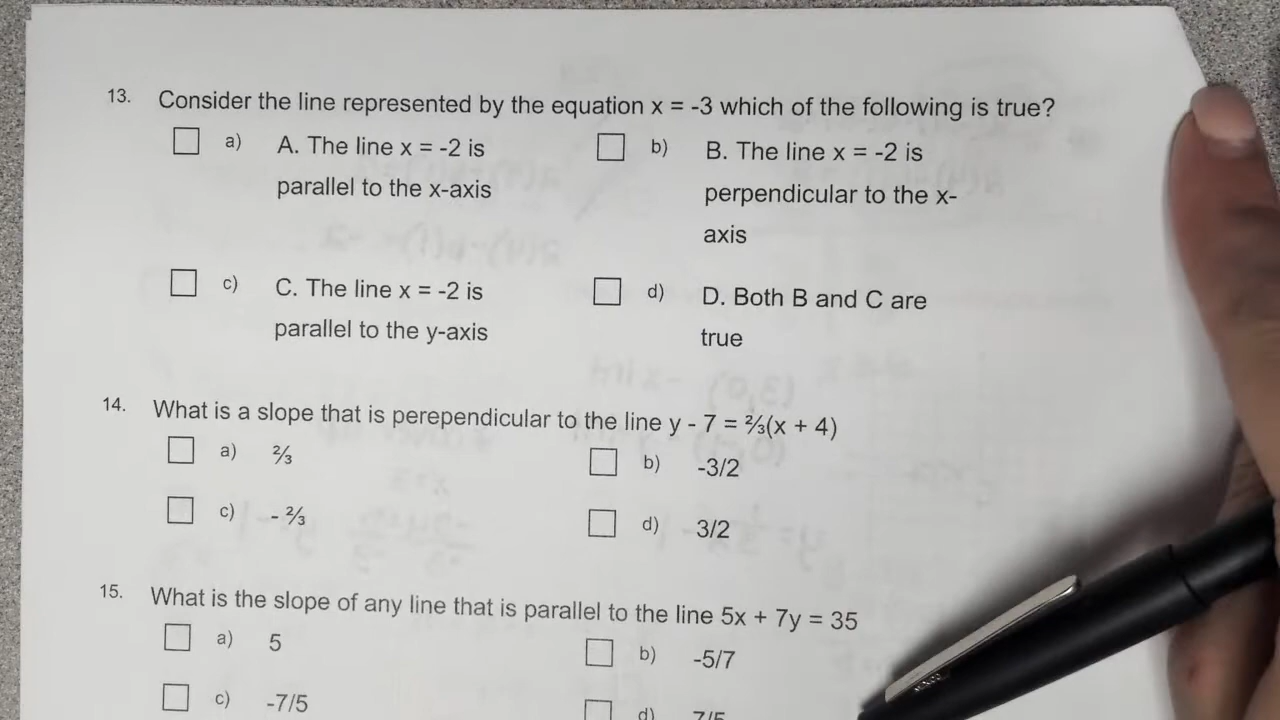 13. Consider the line represented by the equation x = -3 which of the following is true?
a) A. The line x = -2 is
parallel to the x-axis
b) B. The line x = -2 is
perpendicular to the x-
axis
c) C. The line x = -2 is
parallel to the y-axis
d) D. Both B and C are
true
14. What is a slope that is perependicular to the line y - 7 = ⅔(x + 4)
a) ⅔
b) -3/2
c) - ⅔
d) 3/2
15. What is the slope of any line that is parallel to the line 5x + 7y = 35
a) 5
b) -5/7
c) -7/5
d) 7/5